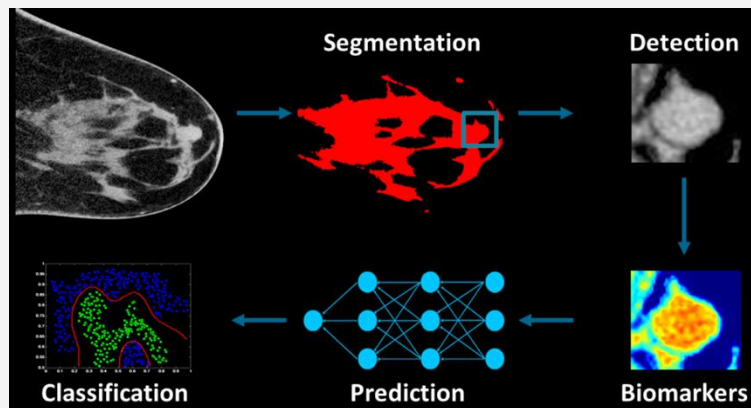 Segmentation
Detection
Classification
Prediction
Biomarkers